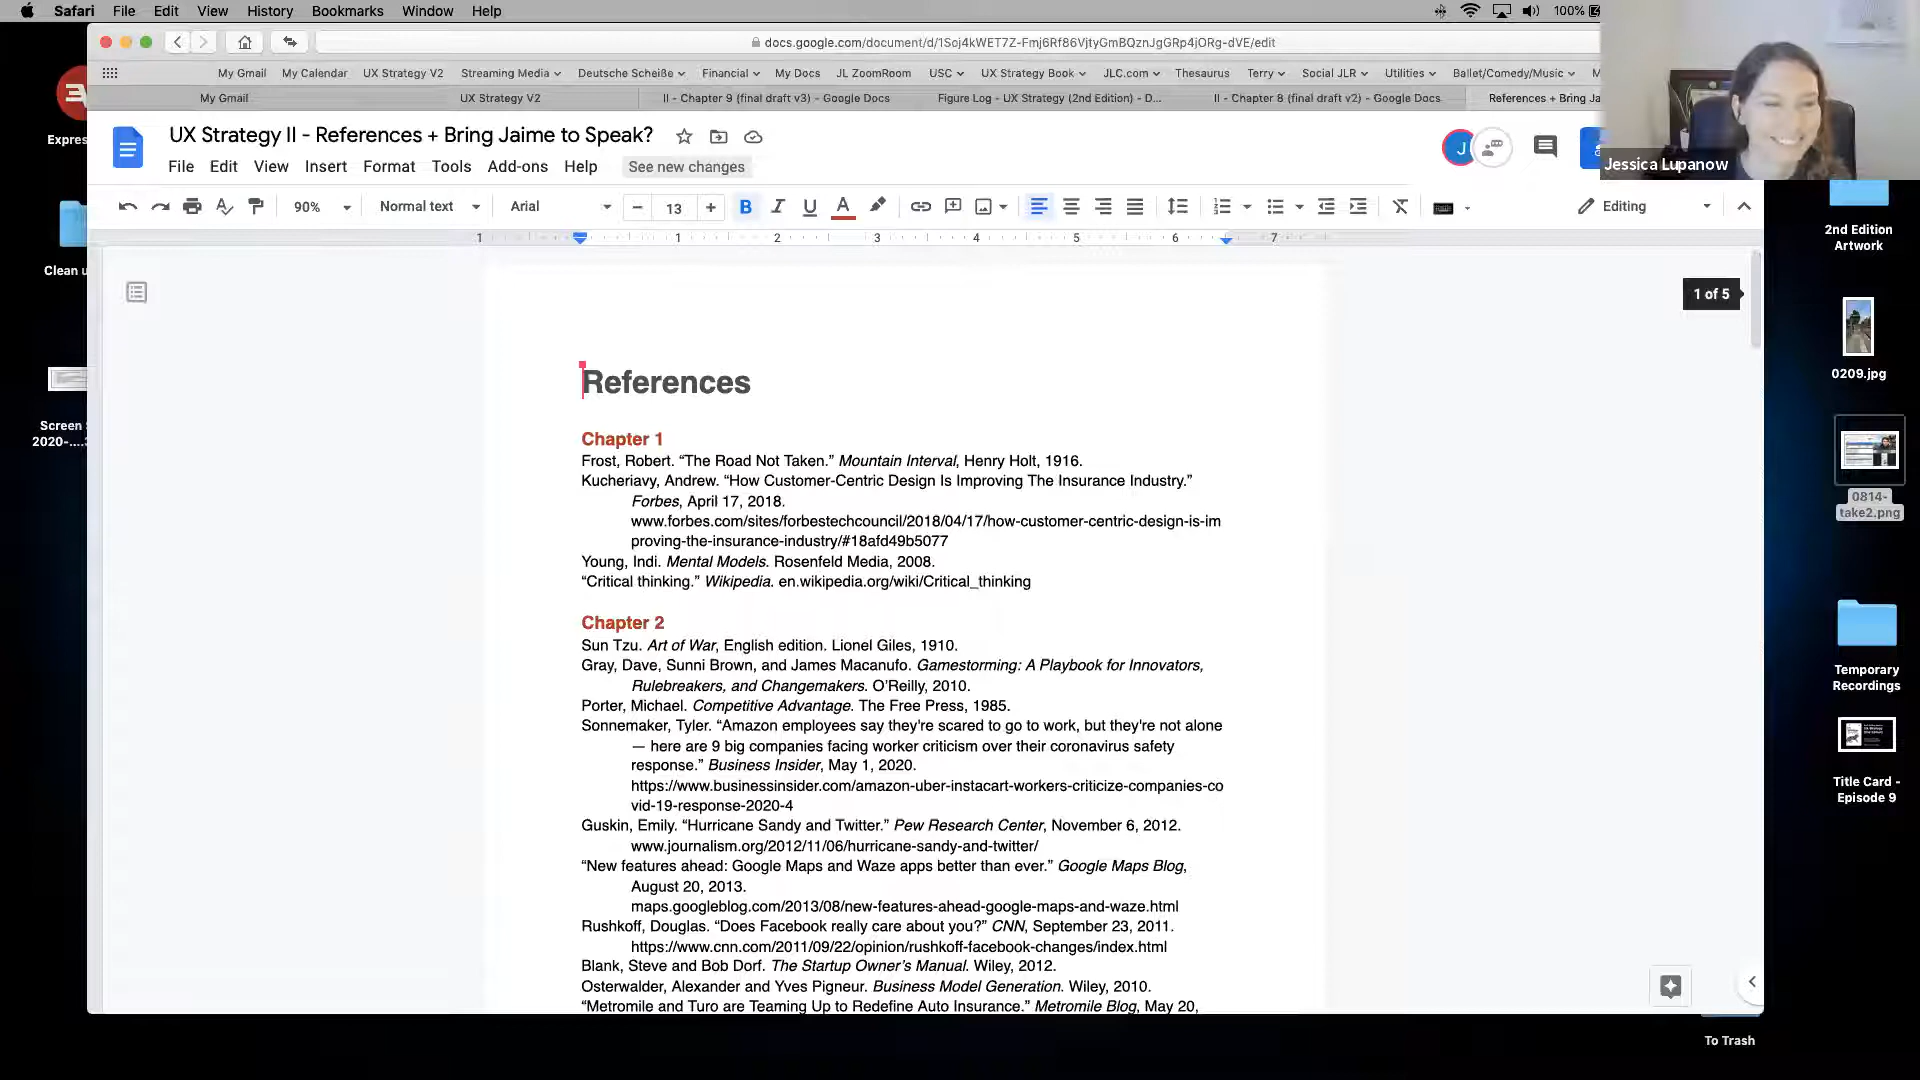 Safari File Edit View History Bookmarks Window Help 100%
docs.google.com/document/d/1Soj4kWET7Z-Fmj6Rf86VjtyGmBQznJgGRp4jORg-dVE/edit
My Gmail My Calendar UX Strategy V2 Streaming Media Deutsche Scheiße Financial My Docs JL ZoomRoom USC UX Strategy Book JLC.com Thesaurus Terry Social JLR Utilities Ballet/Comedy/Music
My Gmail UX Strategy V2 II - Chapter 9 (final draft v3) - Google Docs Figure Log - UX Strategy (2nd Edition) - D... II - Chapter 8 (final draft v2) - Google Docs References + Bring Ja
UX Strategy II - References + Bring Jaime to Speak?
File Edit View Insert Format Tools Add-ons Help See new changes
J
Jessica Lupanow
90% Normal text Arial 13 B I U A Editing
1 1 2 3 4 5 6 7
1 of 5
References
Chapter 1
Frost, Robert. “The Road Not Taken.” Mountain Interval, Henry Holt, 1916.
Kucheriavy, Andrew. “How Customer-Centric Design Is Improving The Insurance Industry.”
Forbes, April 17, 2018.
www.forbes.com/sites/forbestechcouncil/2018/04/17/how-customer-centric-design-is-im
proving-the-insurance-industry/#18afd49b5077
Young, Indi. Mental Models. Rosenfeld Media, 2008.
“Critical thinking.” Wikipedia. en.wikipedia.org/wiki/Critical_thinking
Chapter 2
Sun Tzu. Art of War, English edition. Lionel Giles, 1910.
Gray, Dave, Sunni Brown, and James Macanufo. Gamestorming: A Playbook for Innovators,
Rulebreakers, and Changemakers. O’Reilly, 2010.
Porter, Michael. Competitive Advantage. The Free Press, 1985.
Sonnemaker, Tyler. “Amazon employees say they're scared to go to work, but they're not alone
— here are 9 big companies facing worker criticism over their coronavirus safety
response.” Business Insider, May 1, 2020.
https://www.businessinsider.com/amazon-uber-instacart-workers-criticize-companies-co
vid-19-response-2020-4
Guskin, Emily. “Hurricane Sandy and Twitter.” Pew Research Center, November 6, 2012.
www.journalism.org/2012/11/06/hurricane-sandy-and-twitter/
“New features ahead: Google Maps and Waze apps better than ever.” Google Maps Blog,
August 20, 2013.
maps.googleblog.com/2013/08/new-features-ahead-google-maps-and-waze.html
Rushkoff, Douglas. “Does Facebook really care about you?” CNN, September 23, 2011.
https://www.cnn.com/2011/09/22/opinion/rushkoff-facebook-changes/index.html
Blank, Steve and Bob Dorf. The Startup Owner’s Manual. Wiley, 2012.
Osterwalder, Alexander and Yves Pigneur. Business Model Generation. Wiley, 2010.
“Metromile and Turo are Teaming Up to Redefine Auto Insurance.” Metromile Blog, May 20,
Expres
Clean u
Screen
2020-....
2nd Edition
Artwork
0209.jpg
0814-
take2.png
Temporary
Recordings
Title Card -
Episode 9
To Trash